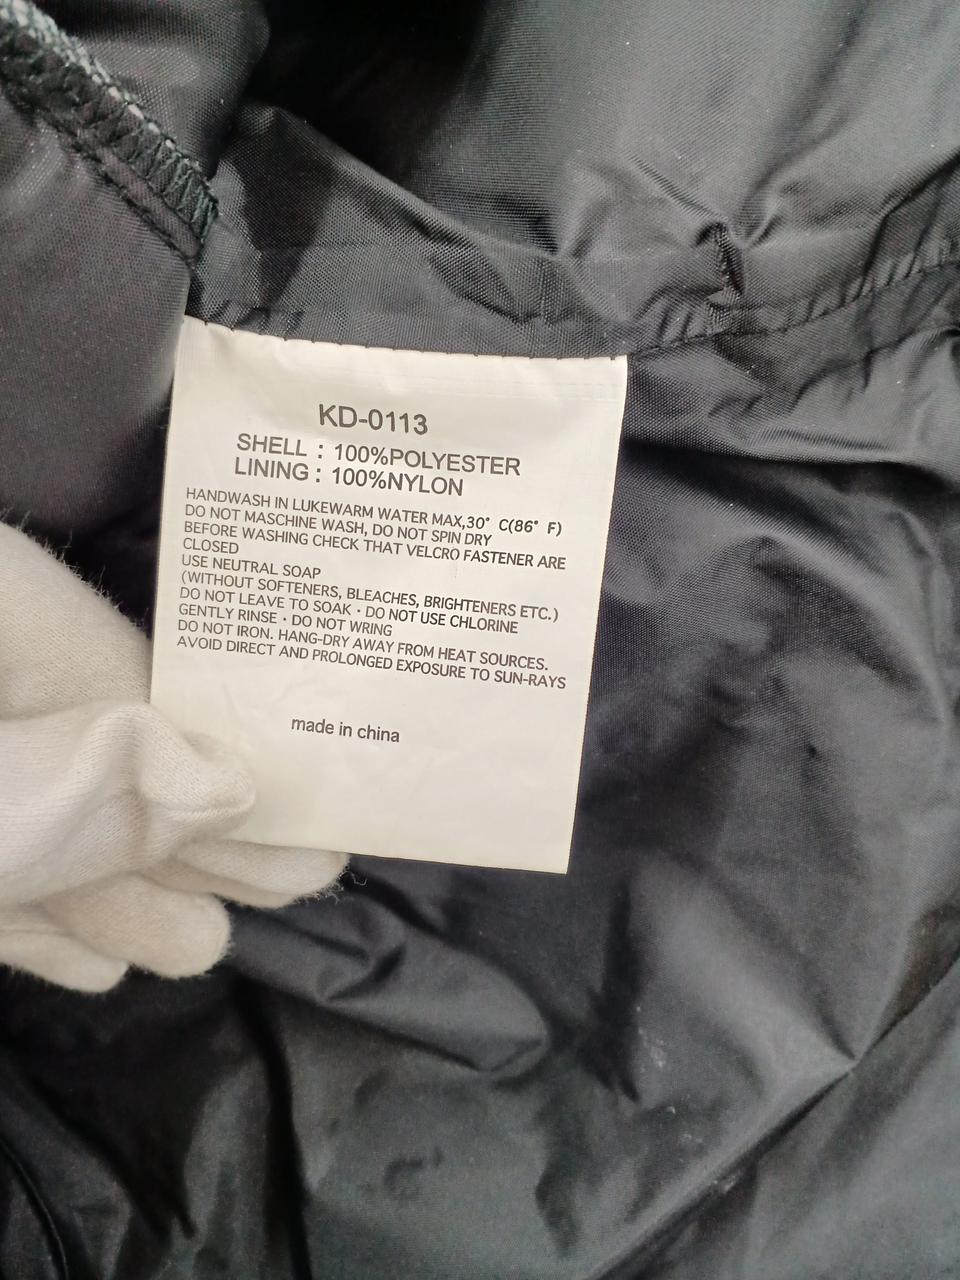 KD-0113
SHELL : 100%POLYESTER
LINING : 100%NYLON
HANDWASH IN LUKEWARM WATER MAX,30° C(86° F)
DO NOT MASCHINE WASH, DO NOT SPIN DRY
BEFORE WASHING CHECK THAT VELCRO FASTENER ARE
CLOSED
USE NEUTRAL SOAP
(WITHOUT SOFTENERS, BLEACHES, BRIGHTENERS ETC.)
DO NOT LEAVE TO SOAK · DO NOT USE CHLORINE
GENTLY RINSE · DO NOT WRING
DO NOT IRON. HANG-DRY AWAY FROM HEAT SOURCES.
AVOID DIRECT AND PROLONGED EXPOSURE TO SUN-RAYS
made in china